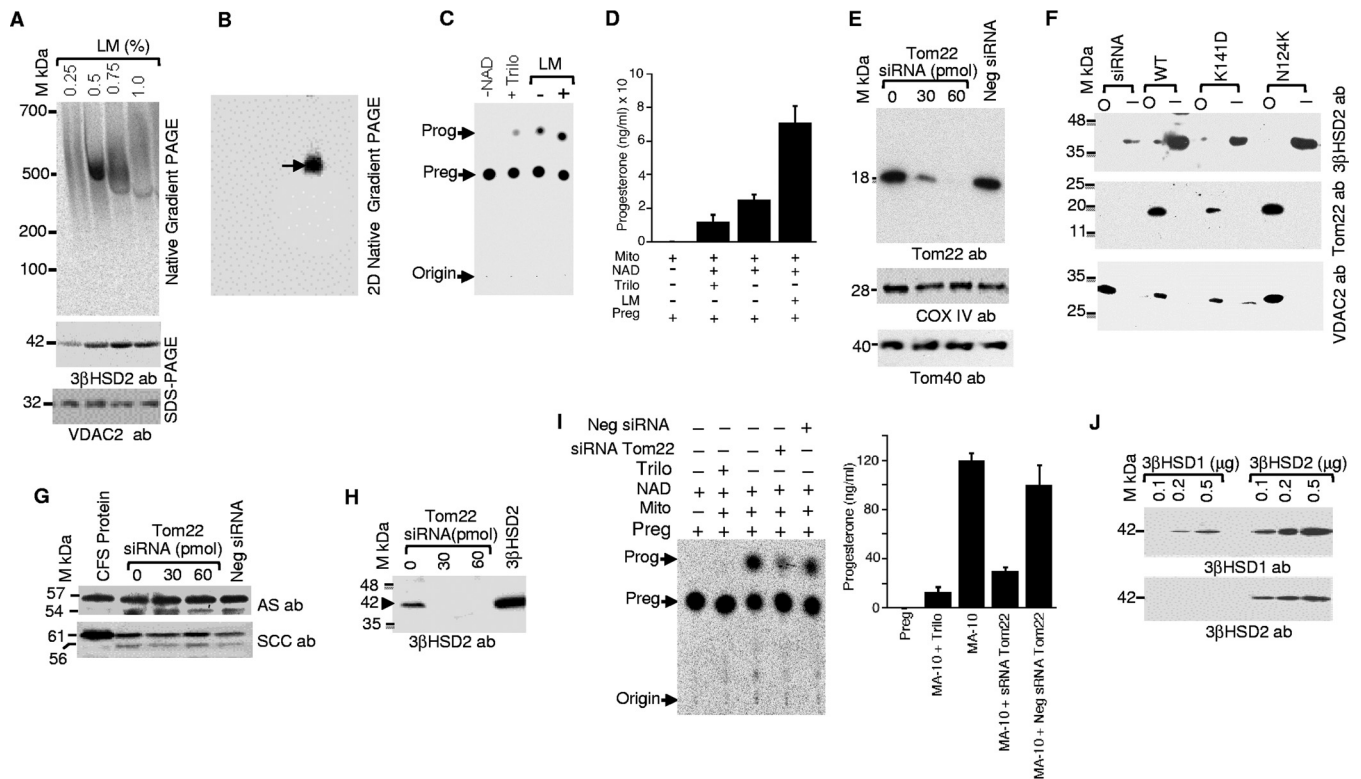 A
LM (%)
M kDa
0.25
0.5
0.75
1.0
700
500
200
100
Native Gradient PAGE
42
3βHSD2 ab
32
VDAC2 ab
SDS-PAGE
B
2D Native Gradient PAGE
C
-NAD
+ Trilo
LM
- +
Prog
Preg
Origin
D
Progesterone (ng/ml) x 10
10
8
6
4
2
0
Mito - + + +
NAD - + + +
Trilo - + - -
LM - - - +
Preg + + + +
E
Tom22
siRNA (pmol)
M kDa
0 30 60
Neg siRNA
18
Tom22 ab
28
COX IV ab
40
Tom40 ab
F
M kDa
siRNA
WT
K141D
N124K
O – O – O – O –
48
35
3βHSD2 ab
25
20
11
Tom22 ab
35
25
VDAC2 ab
G
M kDa
CFS Protein
Tom22
siRNA (pmol)
0 30 60
Neg siRNA
57
54
AS ab
61
56
SCC ab
H
M kDa
Tom22
siRNA(pmol)
0 30 60
3βHSD2
48
42
35
3βHSD2 ab
I
Neg siRNA – – – – +
siRNA Tom22 – – – + –
Trilo – + – – –
NAD + + + + +
Mito – + + + +
Preg + + + + +
Prog
Preg
Origin
Progesterone (ng/ml)
120
80
40
0
Preg
MA-10 + Trilo
MA-10
MA-10 + sRNA Tom22
MA-10 + Neg sRNA Tom22
J
M kDa
3βHSD1 (μg) 3βHSD2 (μg)
0.1 0.2 0.5 0.1 0.2 0.5
42
3βHSD1 ab
42
3βHSD2 ab